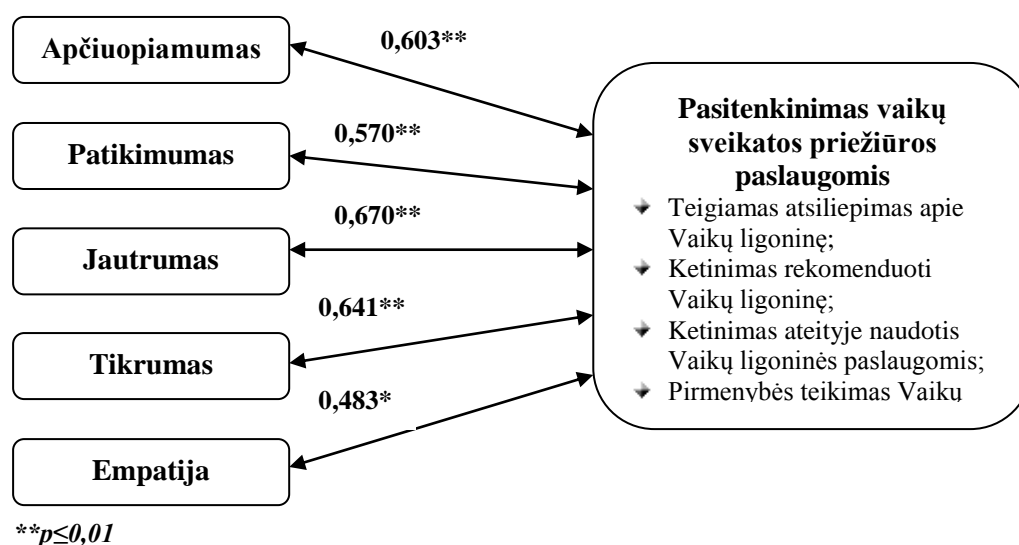 Apčiuopiamumas
0,603**
Patikimumas
0,570**
Jautrumas
0,670**
Tikrumas
0,641**
Empatija
0,483*
Pasitenkinimas vaikų
sveikatos priežiūros
paslaugomis
Teigiamas atsiliepimas apie
Vaikų ligoninę;
Ketinimas rekomenduoti
Vaikų ligoninę;
Ketinimas ateityje naudotis
Vaikų ligoninės paslaugomis;
Pirmenybės teikimas Vaikų
**p≤0,01